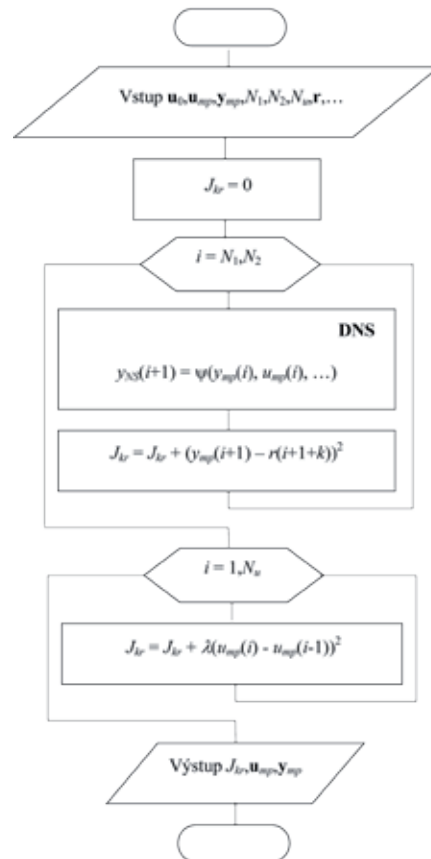 Vstup u₀,uₘₚ,yₘₚ,N₁,N₂,Nᵤ,r,…
Jₖᵣ = 0
i = N₁,N₂
DNS
y_NS(i+1) = ψ(yₘₚ(i), uₘₚ(i), …)
Jₖᵣ = Jₖᵣ + (yₘₚ(i+1) – r(i+1+k))²
i = 1,Nᵤ
Jₖᵣ = Jₖᵣ + λ(uₘₚ(i) - uₘₚ(i-1))²
Výstup Jₖᵣ,uₘₚ,yₘₚ